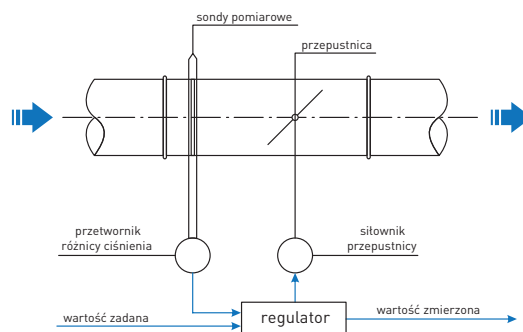 sondy pomiarowe
przepustnica
przetwornik
różnicy ciśnienia
siłownik
przepustnicy
wartość zadana
regulator
wartość zmierzona